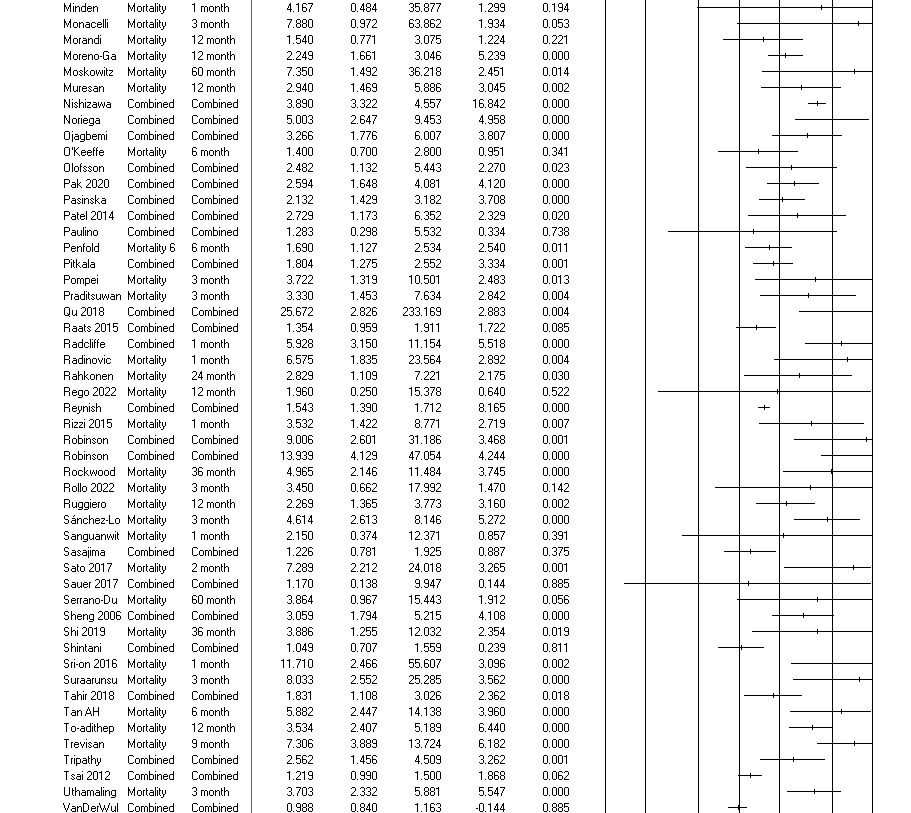 Minden Mortality 1 month 4.167 0.484 35.877 1.299 0.194
Monacelli Mortality 3 month 7.880 0.972 63.862 1.934 0.053
Morandi Mortality 12 month 1.540 0.771 3.075 1.224 0.221
Moreno-Ga Mortality 12 month 2.249 1.661 3.046 5.239 0.000
Moskowitz Mortality 60 month 7.350 1.492 36.218 2.451 0.014
Muresan Mortality 12 month 2.940 1.469 5.886 3.045 0.002
Nishizawa Combined Combined 3.890 3.322 4.557 16.842 0.000
Noriega Combined Combined 5.003 2.647 9.453 4.958 0.000
Ojagbemi Combined Combined 3.266 1.776 6.007 3.807 0.000
O'Keeffe Mortality 6 month 1.400 0.700 2.800 0.951 0.341
Olofsson Combined Combined 2.482 1.132 5.443 2.270 0.023
Pak 2020 Combined Combined 2.594 1.648 4.081 4.120 0.000
Pasinska Combined Combined 2.132 1.429 3.182 3.708 0.000
Patel 2014 Combined Combined 2.729 1.173 6.352 2.329 0.020
Paulino Combined Combined 1.283 0.298 5.532 0.334 0.738
Penfold Mortality 6 6 month 1.690 1.127 2.534 2.540 0.011
Pitkala Combined Combined 1.804 1.275 2.552 3.334 0.001
Pompei Mortality 3 month 3.722 1.319 10.501 2.483 0.013
Praditsuwan Mortality 3 month 3.330 1.453 7.634 2.842 0.004
Qu 2018 Combined Combined 25.672 2.826 233.169 2.883 0.004
Raats 2015 Combined Combined 1.354 0.959 1.911 1.722 0.085
Radcliffe Combined 1 month 5.928 3.150 11.154 5.518 0.000
Radinovic Mortality 1 month 6.575 1.835 23.564 2.892 0.004
Rahkonen Mortality 24 month 2.829 1.109 7.221 2.175 0.030
Rego 2022 Mortality 12 month 1.960 0.250 15.378 0.640 0.522
Reynish Combined Combined 1.543 1.390 1.712 8.165 0.000
Rizzi 2015 Mortality 1 month 3.532 1.422 8.771 2.719 0.007
Robinson Combined Combined 9.006 2.601 31.186 3.468 0.001
Robinson Combined Combined 13.939 4.129 47.054 4.244 0.000
Rockwood Mortality 36 month 4.965 2.146 11.484 3.745 0.000
Rollo 2022 Mortality 3 month 3.450 0.662 17.992 1.470 0.142
Ruggiero Mortality 12 month 2.269 1.365 3.773 3.160 0.002
Sánchez-Lo Mortality 3 month 4.614 2.613 8.146 5.272 0.000
Sanguanwit Mortality 1 month 2.150 0.374 12.371 0.857 0.391
Sasajima Combined Combined 1.226 0.781 1.925 0.887 0.375
Sato 2017 Mortality 2 month 7.289 2.212 24.018 3.265 0.001
Sauer 2017 Combined Combined 1.170 0.138 9.947 0.144 0.885
Serrano-Du Mortality 60 month 3.864 0.967 15.443 1.912 0.056
Sheng 2006 Combined Combined 3.059 1.794 5.215 4.108 0.000
Shi 2019 Mortality 36 month 3.886 1.255 12.032 2.354 0.019
Shintani Combined Combined 1.049 0.707 1.559 0.239 0.811
Sri-on 2016 Mortality 1 month 11.710 2.466 55.607 3.096 0.002
Suraarunsu Mortality 3 month 8.033 2.552 25.285 3.562 0.000
Tahir 2018 Combined Combined 1.831 1.108 3.026 2.362 0.018
Tan AH Mortality 6 month 5.882 2.447 14.138 3.960 0.000
To-adithep Mortality 12 month 3.534 2.407 5.189 6.440 0.000
Trevisan Mortality 9 month 7.306 3.889 13.724 6.182 0.000
Tripathy Combined Combined 2.562 1.456 4.509 3.262 0.001
Tsai 2012 Combined Combined 1.219 0.990 1.500 1.868 0.062
Uthamaling Mortality 3 month 3.703 2.332 5.881 5.547 0.000
VanDerWul Combined Combined 0.988 0.840 1.163 -0.144 0.885